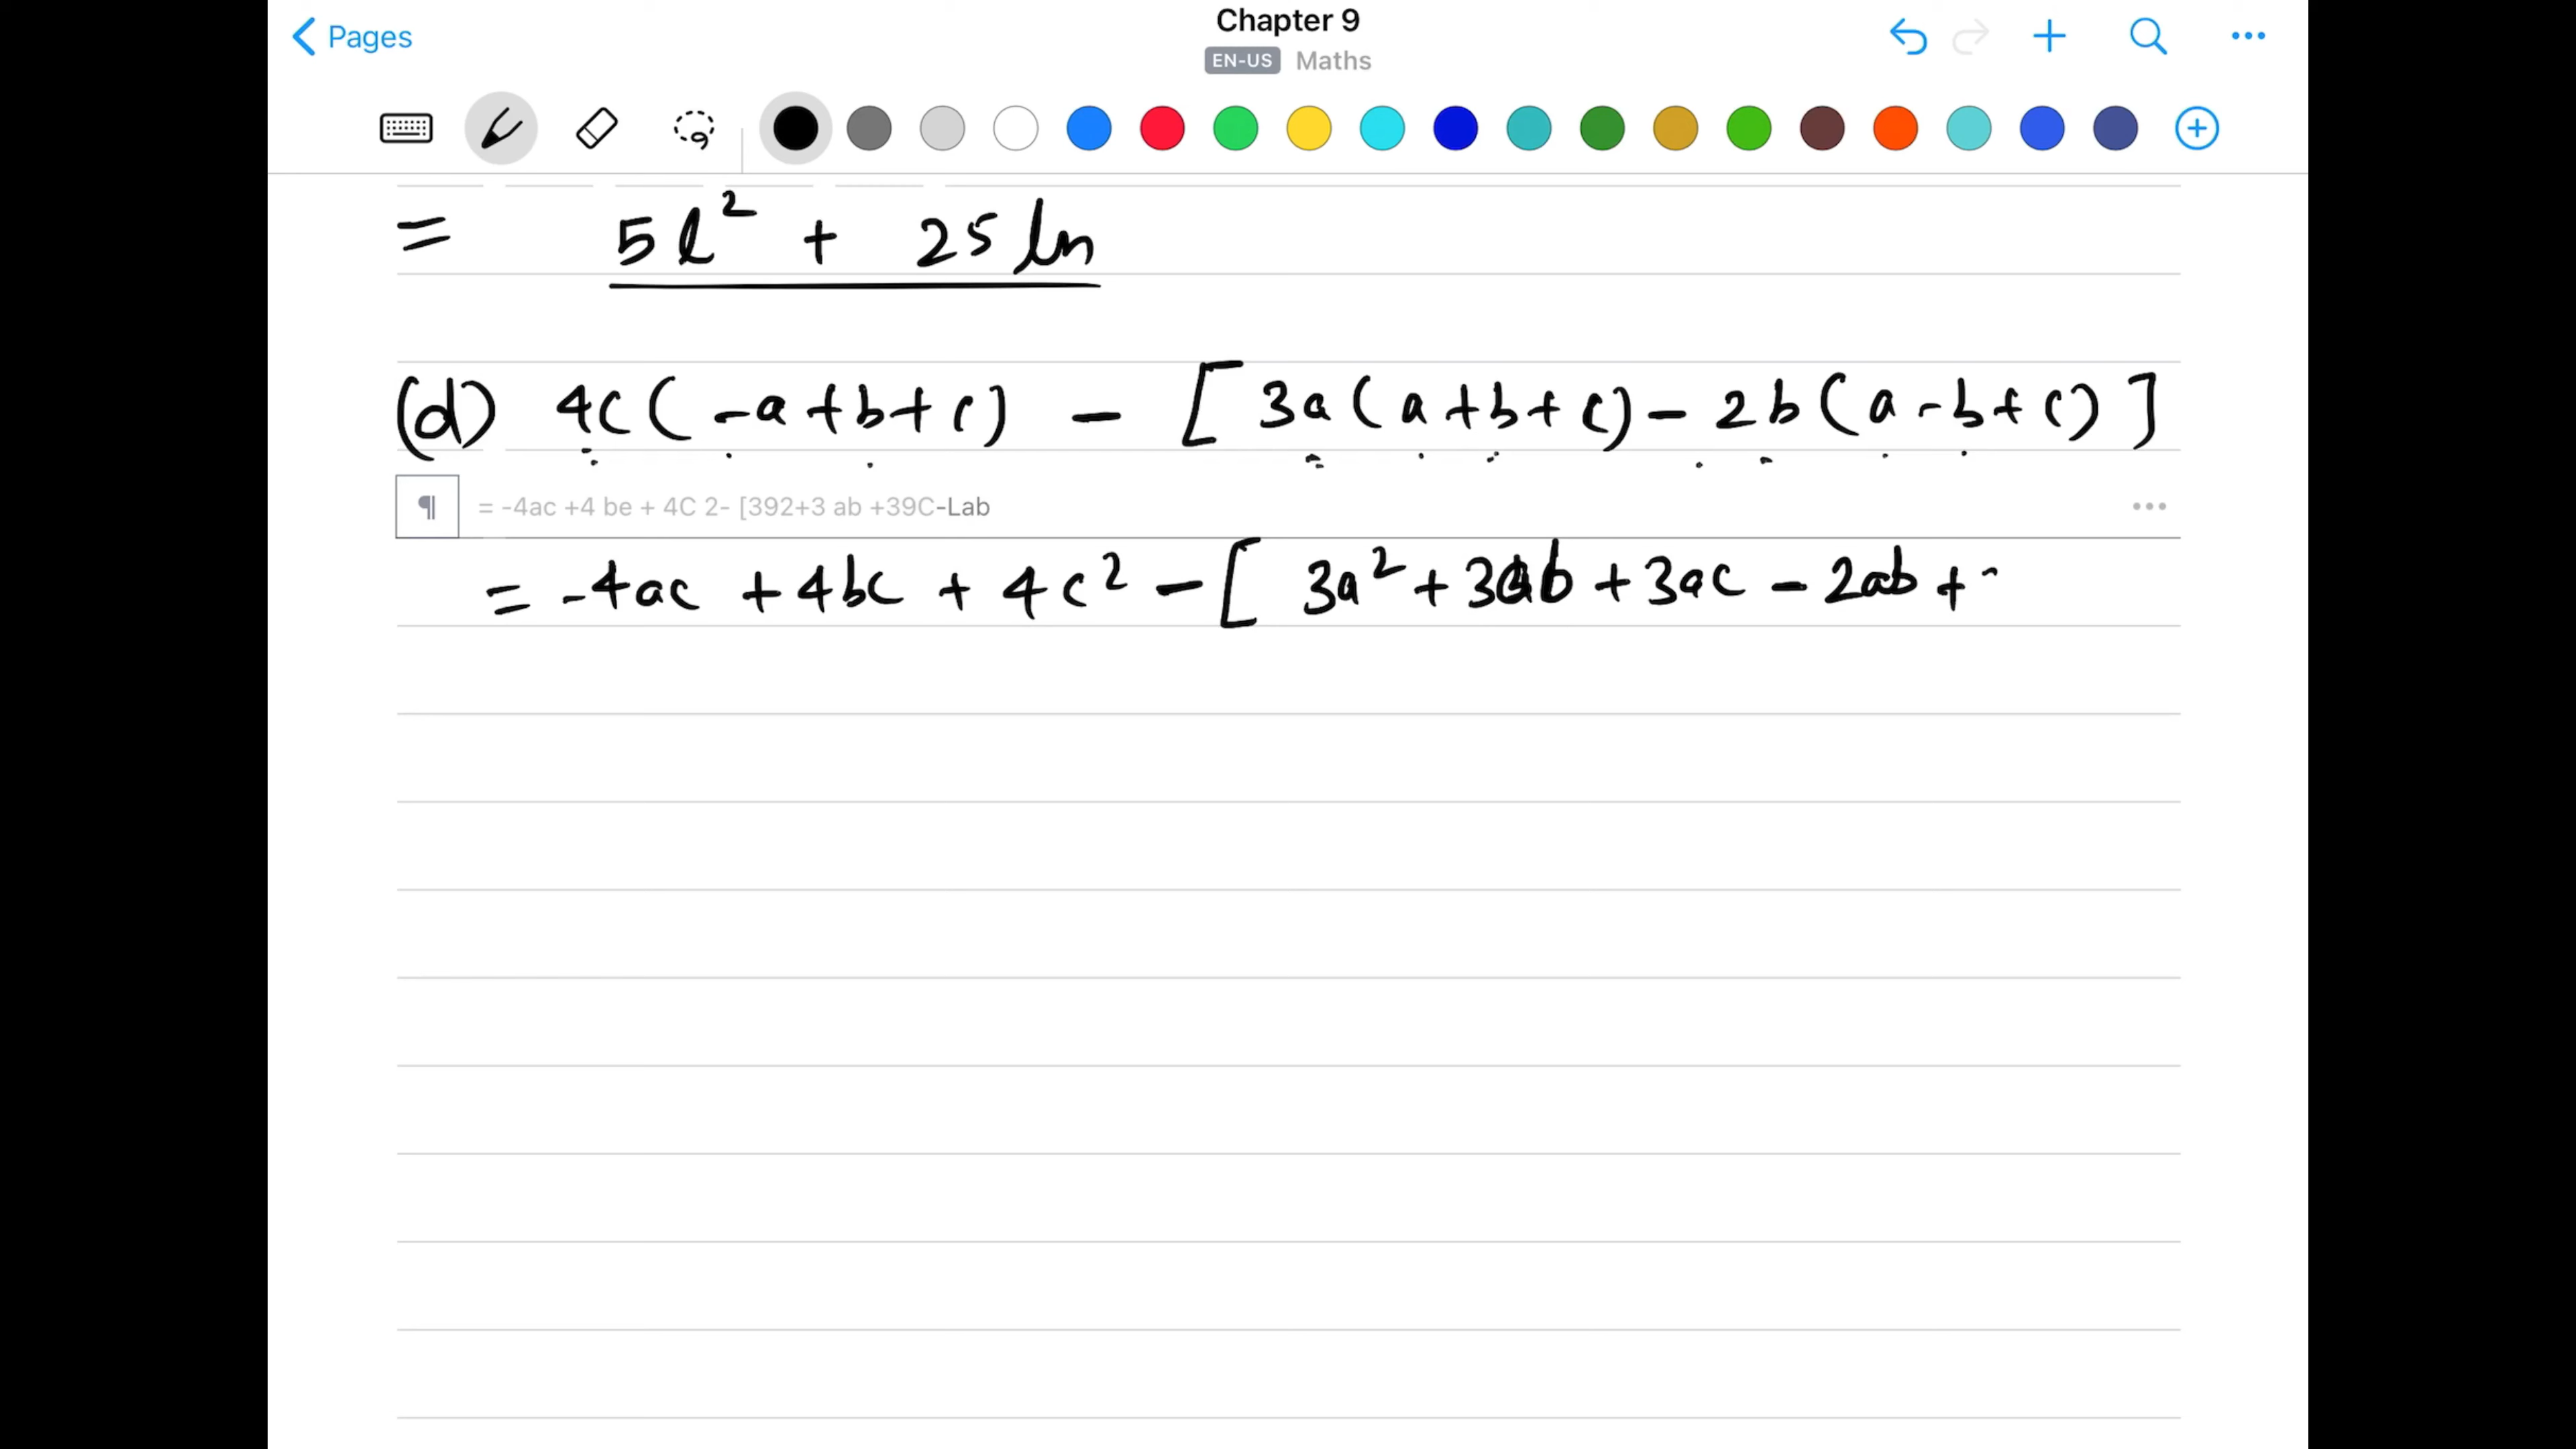 Pages
Chapter 9
EN-US Maths
= 5l² + 25ln
(d) 4c(-a+b+c) - [3a(a+b+c)-2b(a-b+c)]
= -4ac +4 be + 4C 2- [392+3 ab +39C-Lab
= -4ac +4bc + 4c² - [3a²+3ab+3ac-2ab+